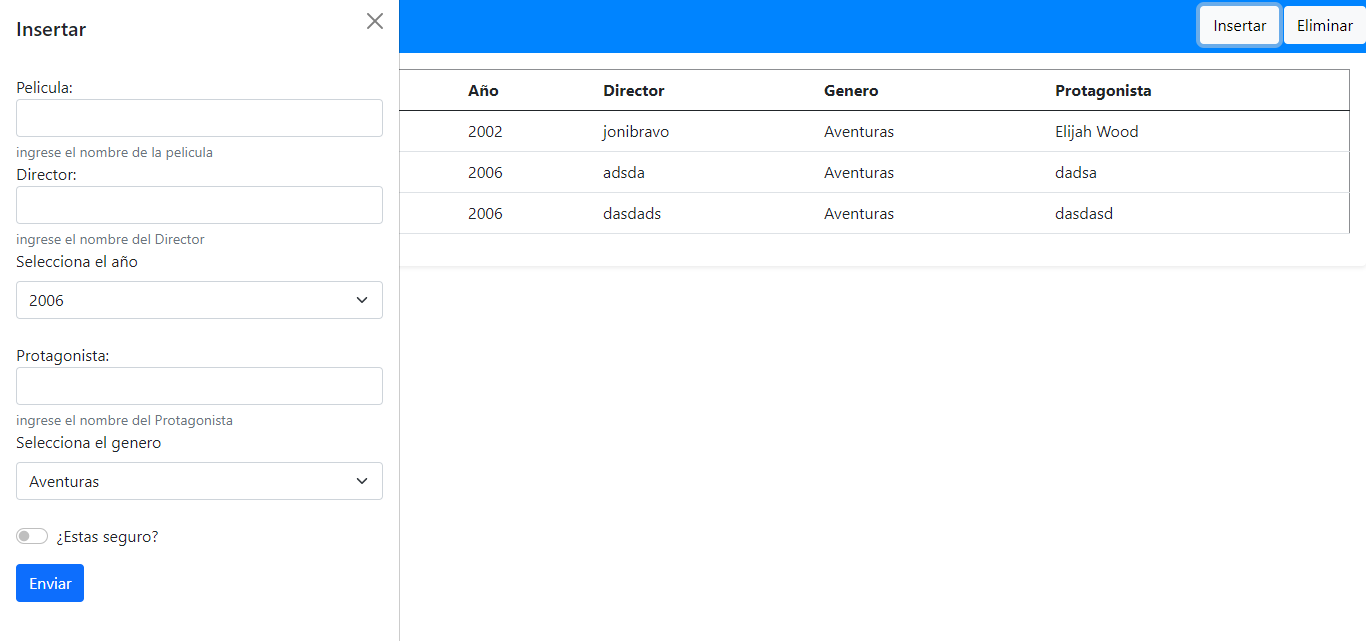 Insertar
Pelicula:
ingrese el nombre de la pelicula
Director:
ingrese el nombre del Director
Selecciona el año
2006
Protagonista:
ingrese el nombre del Protagonista
Selecciona el genero
Aventuras
¿Estas seguro?
Enviar
Insertar Eliminar
Año Director Genero Protagonista
2002 jonibravo Aventuras Elijah Wood
2006 adsda Aventuras dadsa
2006 dasdads Aventuras dasdasd